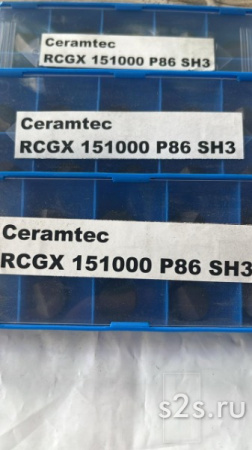 Ceramtec
RCGX 151000 P86 SH3
Ceramtec
RCGX 151000 P86 SH3
Ceramtec
RCGX 151000 P86 SH3
s2s.ru